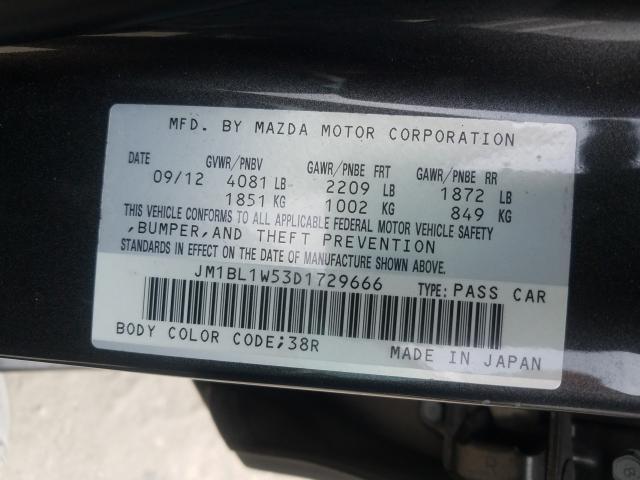 MFD. BY MAZDA MOTOR CORPORATION
DATE GVWR/PNBV GAWR/PNBE FRT GAWR/PNBE RR
09/12 4081 LB 2209 LB 1872 LB
1851 KG 1002 KG 849 KG
THIS VEHICLE CONFORMS TO ALL APPLICABLE FEDERAL MOTOR VEHICLE SAFETY
,BUMPER,AND THEFT PREVENTION
STANDARDS IN EFFECT ON THE DATE OF MANUFACTURE SHOWN ABOVE.
JM1BL1W53D1729666 TYPE: PASS CAR
BODY COLOR CODE;38R MADE IN JAPAN